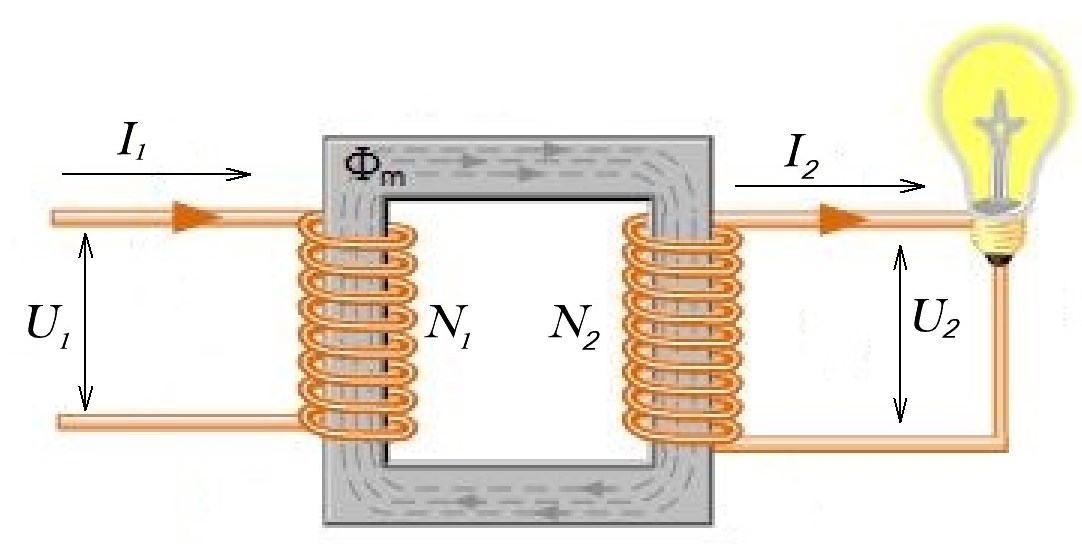 I₁
Φm
I₂
U₁
N₁
N₂
U₂